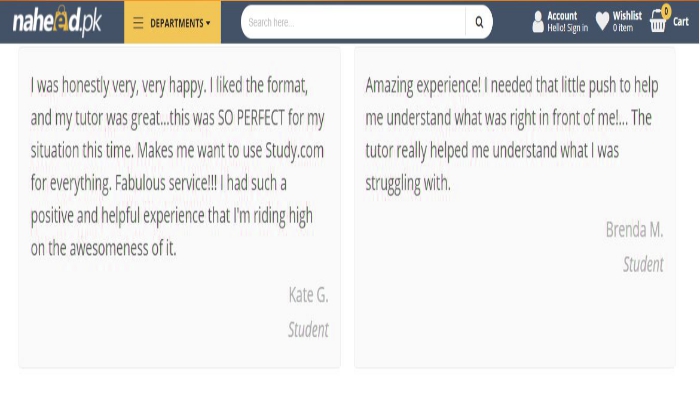 naheed.pk
DEPARTMENTS
Search here...
Account
Hello! Sign in
Wishlist
0 item
0
Cart
I was honestly very, very happy. I liked the format,
and my tutor was great...this was SO PERFECT for my
situation this time. Makes me want to use Study.com
for everything. Fabulous service!!! I had such a
positive and helpful experience that I'm riding high
on the awesomeness of it.
Kate G.
Student
Amazing experience! I needed that little push to help
me understand what was right in front of me!... The
tutor really helped me understand what I was
struggling with.
Brenda M.
Student